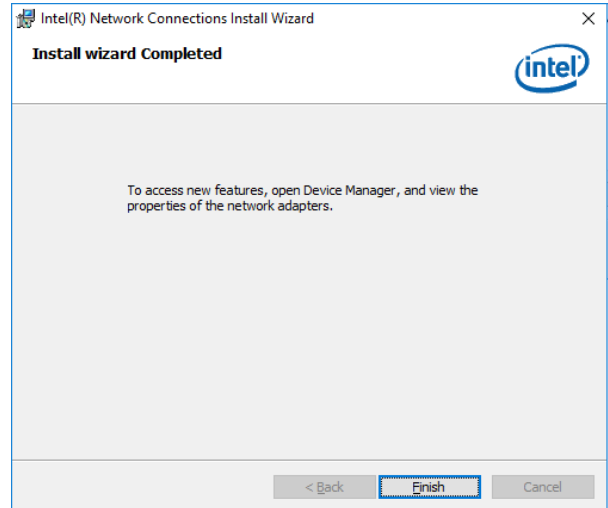 Intel(R) Network Connections Install Wizard
Install wizard Completed
intel
To access new features, open Device Manager, and view the
properties of the network adapters.
< Back
Finish
Cancel